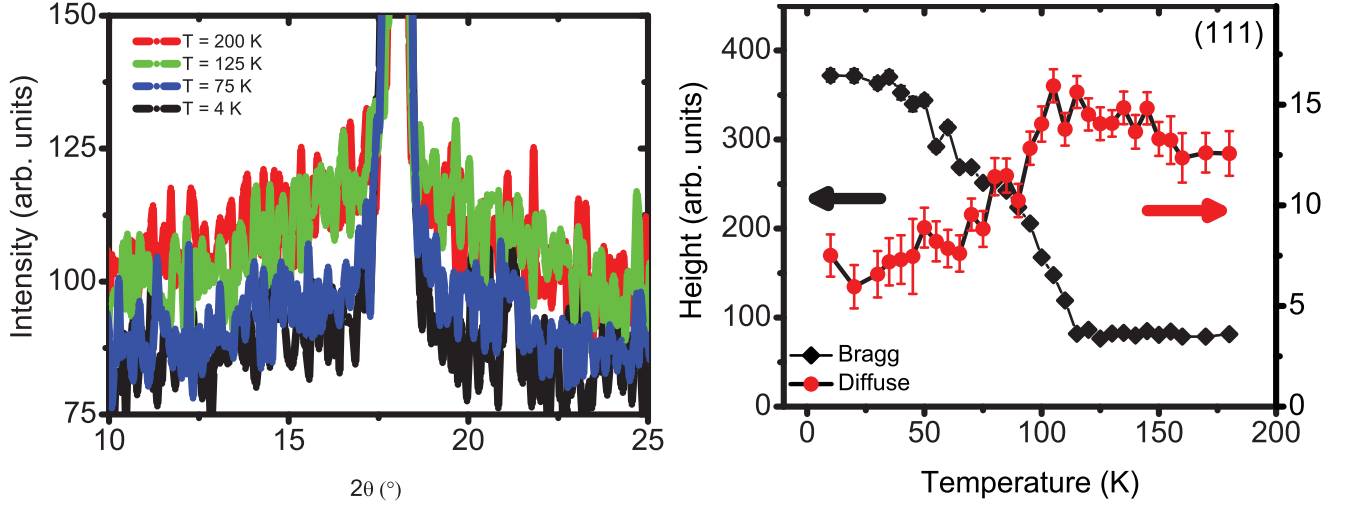 150
125
100
75
Intensity (arb. units)
T = 200 K
T = 125 K
T = 75 K
T = 4 K
10
15
20
25
2θ (°)
(111)
400
300
200
100
0
Height (arb. units)
Bragg
Diffuse
15
10
5
0
0
50
100
150
200
Temperature (K)